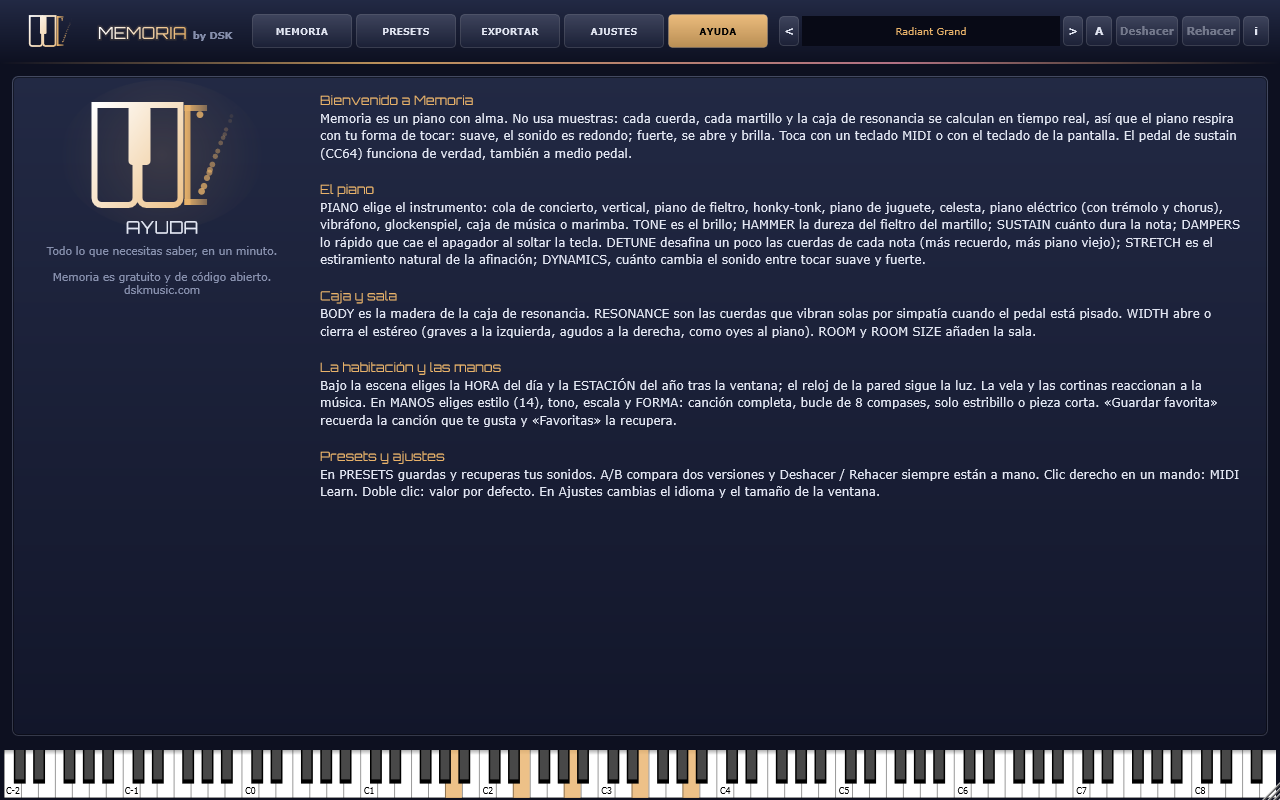 MEMORIA by DSK
MEMORIA
PRESETS
EXPORTAR
AJUSTES
AYUDA
<
Radiant Grand
>
A
Deshacer
Rehacer
i
AYUDA
Todo lo que necesitas saber, en un minuto.
Memoria es gratuito y de código abierto.
dskmusic.com
Bienvenido a Memoria
Memoria es un piano con alma. No usa muestras: cada cuerda, cada martillo y la caja de resonancia se calculan en tiempo real, así que el piano respira
con tu forma de tocar: suave, el sonido es redondo; fuerte, se abre y brilla. Toca con un teclado MIDI o con el teclado de la pantalla. El pedal de sustain
(CC64) funciona de verdad, también a medio pedal.
El piano
PIANO elige el instrumento: cola de concierto, vertical, piano de fieltro, honky-tonk, piano de juguete, celesta, piano eléctrico (con trémolo y chorus),
vibráfono, glockenspiel, caja de música o marimba. TONE es el brillo; HAMMER la dureza del fieltro del martillo; SUSTAIN cuánto dura la nota; DAMPERS
lo rápido que cae el apagador al soltar la tecla. DETUNE desafina un poco las cuerdas de cada nota (más recuerdo, más piano viejo); STRETCH es el
estiramiento natural de la afinación; DYNAMICS, cuánto cambia el sonido entre tocar suave y fuerte.
Caja y sala
BODY es la madera de la caja de resonancia. RESONANCE son las cuerdas que vibran solas por simpatía cuando el pedal está pisado. WIDTH abre o
cierra el estéreo (graves a la izquierda, agudos a la derecha, como oyes al piano). ROOM y ROOM SIZE añaden la sala.
La habitación y las manos
Bajo la escena eliges la HORA del día y la ESTACIÓN del año tras la ventana; el reloj de la pared sigue la luz. La vela y las cortinas reaccionan a la
música. En MANOS eliges estilo (14), tono, escala y FORMA: canción completa, bucle de 8 compases, solo estribillo o pieza corta. «Guardar favorita»
recuerda la canción que te gusta y «Favoritas» la recupera.
Presets y ajustes
En PRESETS guardas y recuperas tus sonidos. A/B compara dos versiones y Deshacer / Rehacer siempre están a mano. Clic derecho en un mando: MIDI
Learn. Doble clic: valor por defecto. En Ajustes cambias el idioma y el tamaño de la ventana.
C-2
C-1
C0
C1
C2
C3
C4
C5
C6
C7
C8